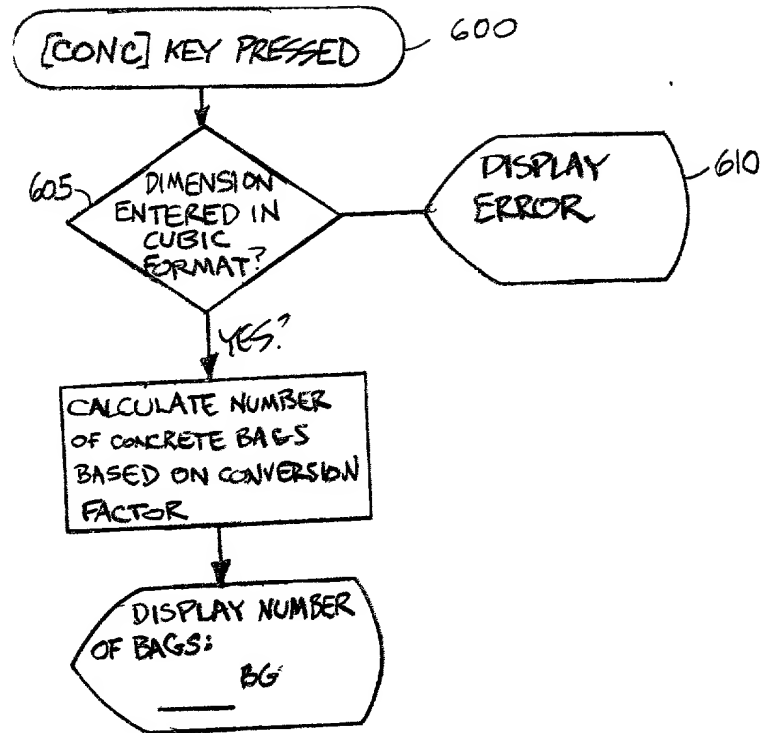 [CONC] KEY PRESSED
600
605
DIMENSION
ENTERED IN
CUBIC
FORMAT?
DISPLAY
ERROR
610
YES?
CALCULATE NUMBER
OF CONCRETE BAGS
BASED ON CONVERSION
FACTOR
DISPLAY NUMBER
OF BAGS:
BG